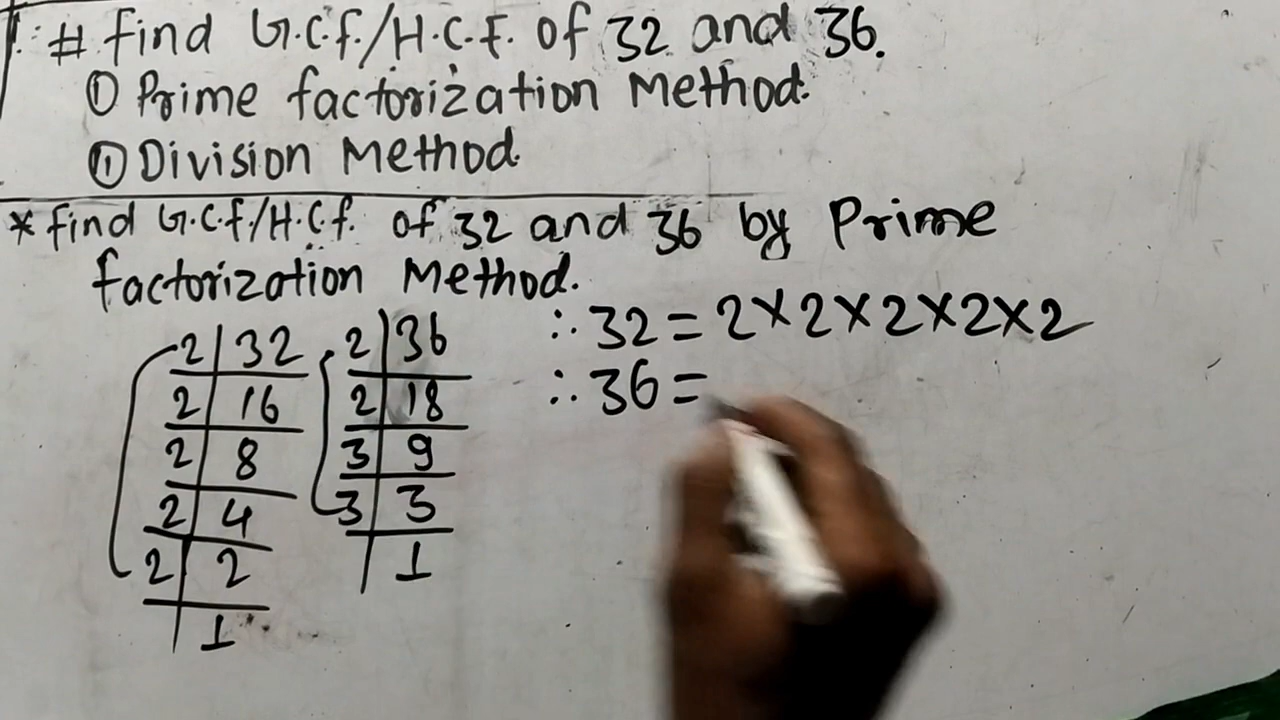 # Find G.C.F./H.C.F. of 32 and 36.
① Prime factorization Method.
① Division Method.
* Find G.C.F./H.C.F. of 32 and 36 by Prime
factorization Method.
2 | 32
2 | 16
2 | 8
2 | 4
2 | 2
1
2 | 36
2 | 18
3 | 9
3 | 3
1
∴ 32 = 2×2×2×2×2
∴ 36 =